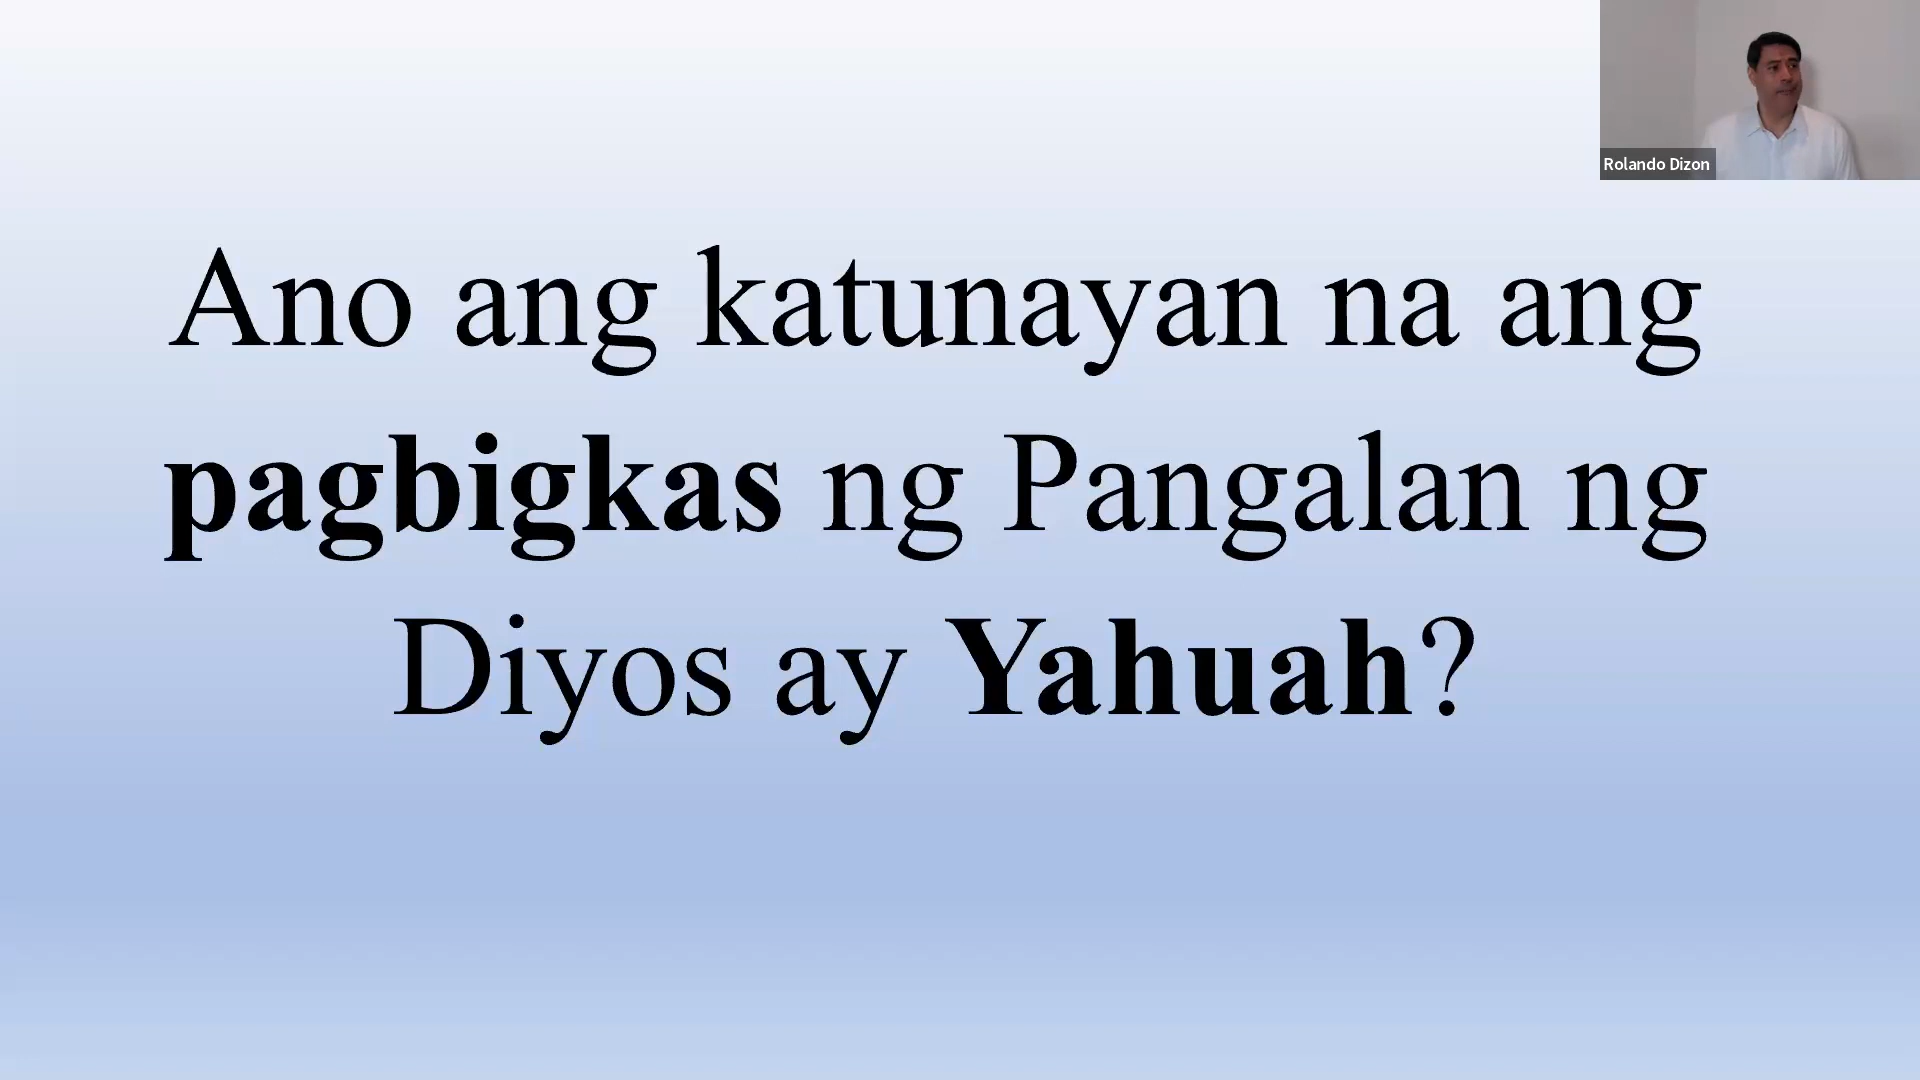 Rolando Dizon
Ano ang katunayan na ang
pagbigkas ng Pangalan ng
Diyos ay Yahuah?